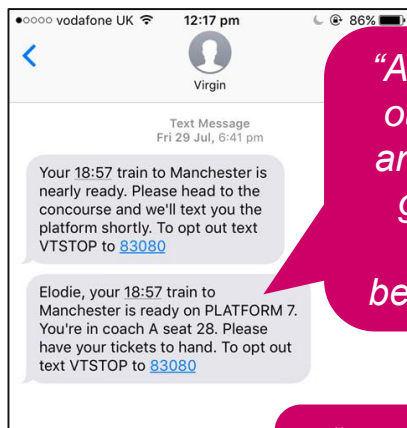 vodafone UK 12:17 pm 86%
Virgin
Text Message
Fri 29 Jul, 6:41 pm
Your 18:57 train to Manchester is
nearly ready. Please head to the
concourse and we'll text you the
platform shortly. To opt out text
VTSTOP to 83080
Elodie, your 18:57 train to
Manchester is ready on PLATFORM 7.
You're in coach A seat 28. Please
have your tickets to hand. To opt out
text VTSTOP to 83080